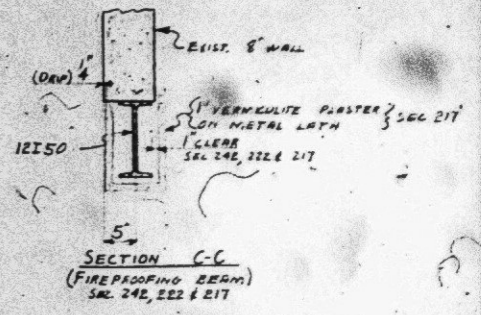 EXIST. 8" WALL
(DRIP) 1/4"
1" VERMICULITE PLASTER
ON METAL LATH
SEC 217
1" CLEAR
SEC 242, 222 & 217
12I50
5"
SECTION C-C
(FIREPROOFING BEAM)
SEC 242, 222 & 217